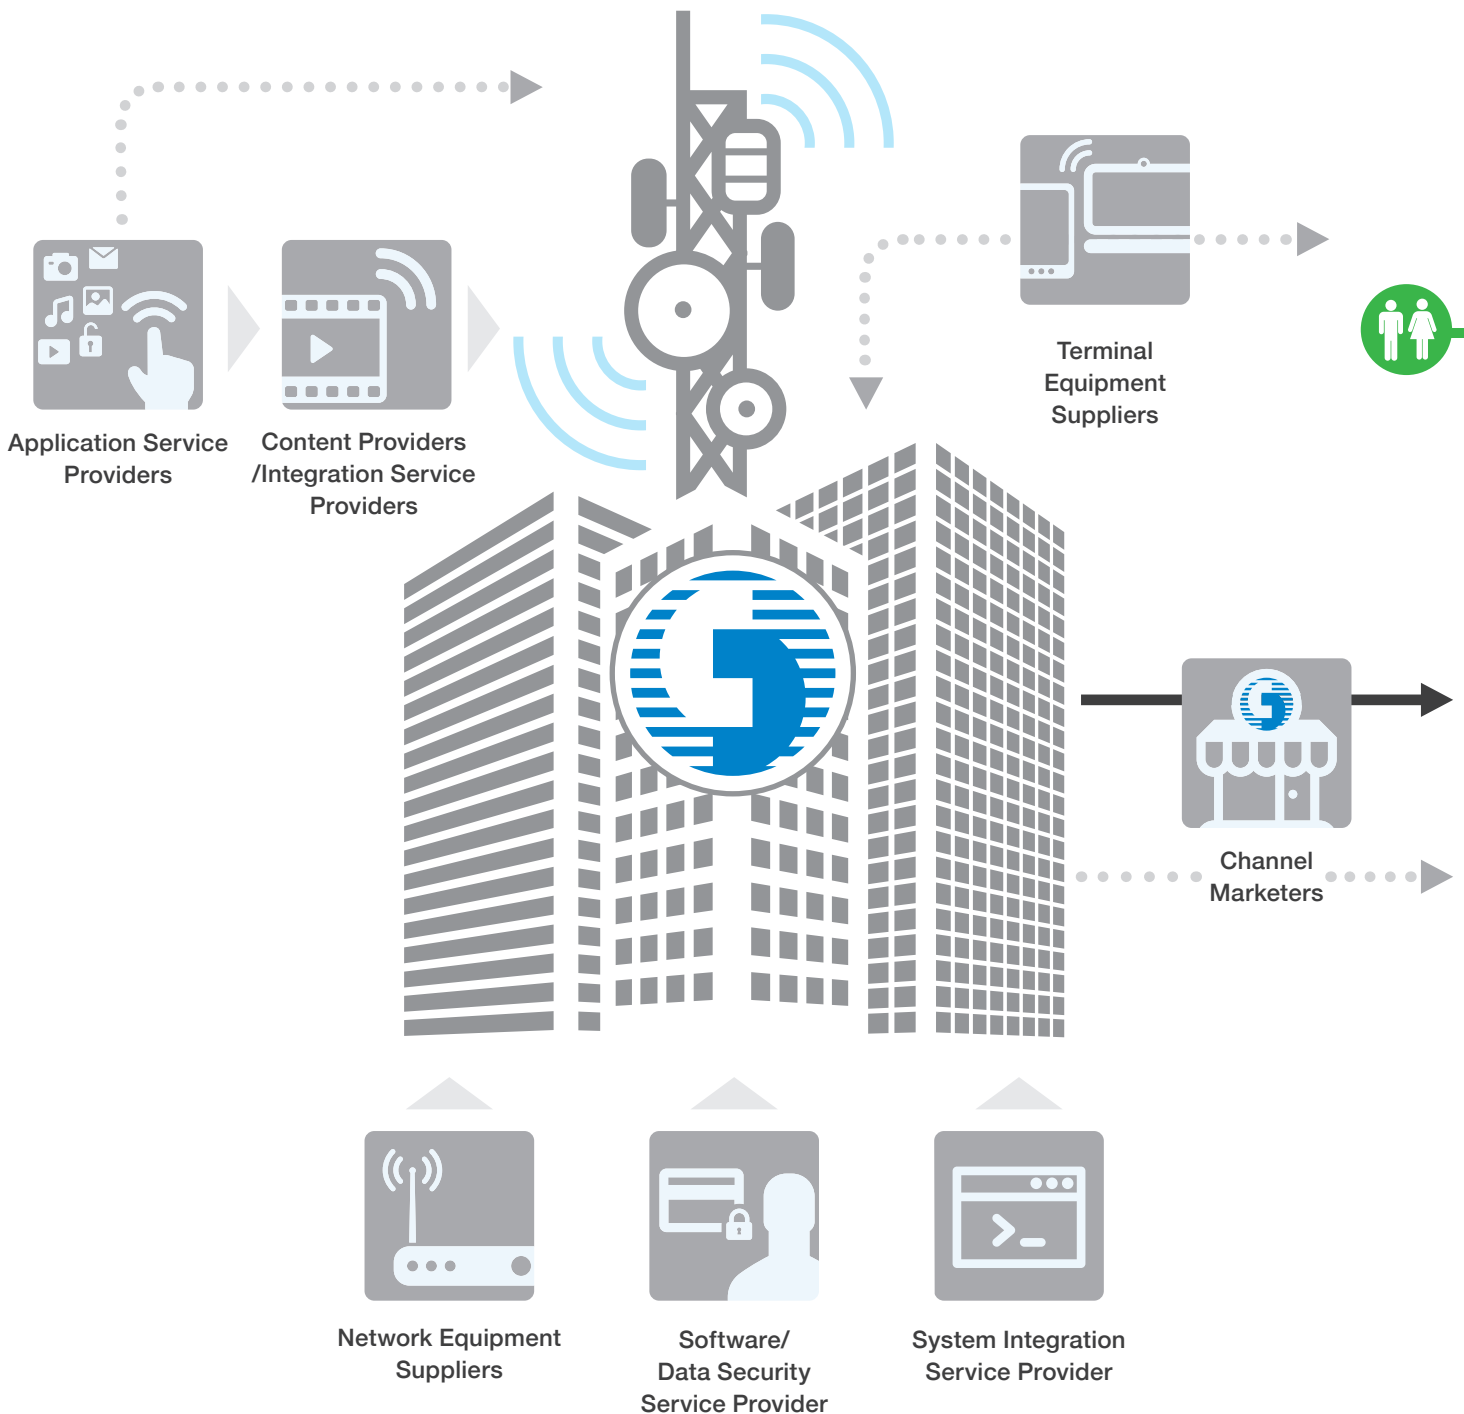 Terminal
Equipment
Suppliers
Application Service
Providers
Content Providers
/Integration Service
Providers
Channel
Marketers
Network Equipment
Suppliers
Software/
Data Security
Service Provider
System Integration
Service Provider